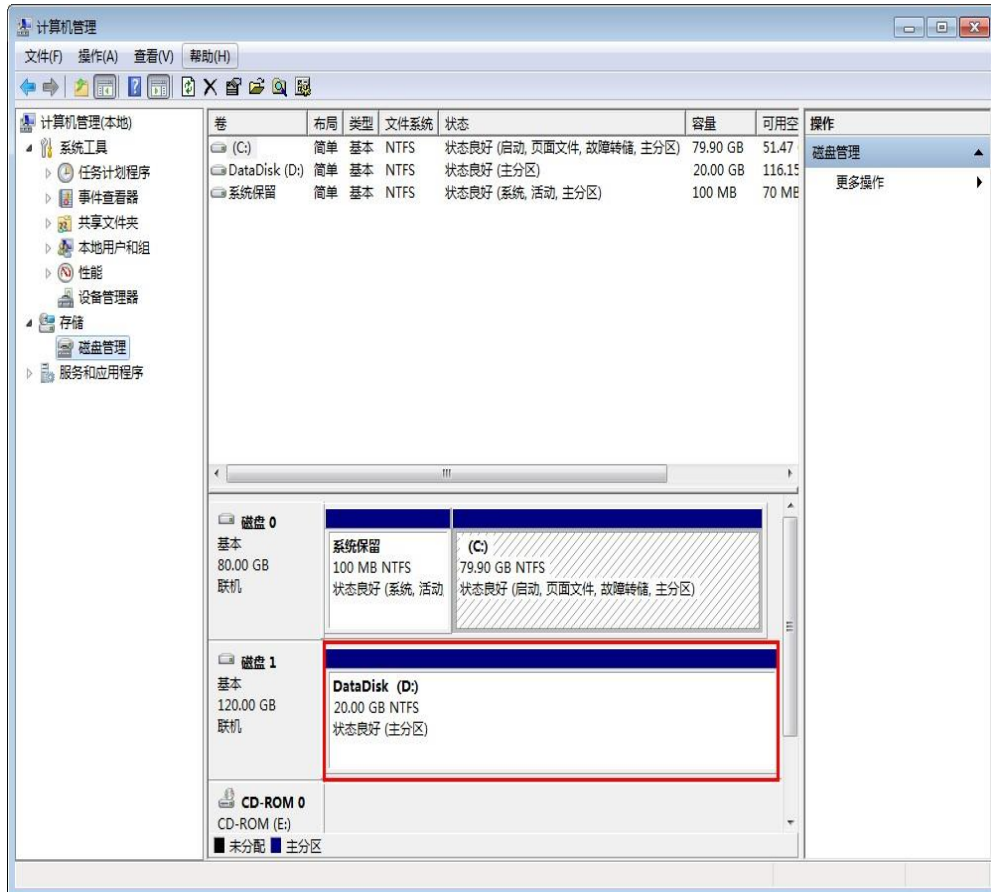 计算机管理
文件(F) 操作(A) 查看(V) 帮助(H)
计算机管理(本地)
系统工具
任务计划程序
事件查看器
共享文件夹
本地用户和组
性能
设备管理器
存储
磁盘管理
服务和应用程序
卷 布局 类型 文件系统 状态 容量 可用空
(C:) 简单 基本 NTFS 状态良好 (启动, 页面文件, 故障转储, 主分区) 79.90 GB 51.47
DataDisk (D:) 简单 基本 NTFS 状态良好 (主分区) 20.00 GB 116.15
系统保留 简单 基本 NTFS 状态良好 (系统, 活动, 主分区) 100 MB 70 MB
操作
磁盘管理
更多操作
磁盘 0
基本
80.00 GB
联机
系统保留
100 MB NTFS
状态良好 (系统, 活动
(C:)
79.90 GB NTFS
状态良好 (启动, 页面文件, 故障转储, 主分区)
磁盘 1
基本
120.00 GB
联机
DataDisk (D:)
20.00 GB NTFS
状态良好 (主分区)
CD-ROM 0
CD-ROM (E:)
未分配 主分区